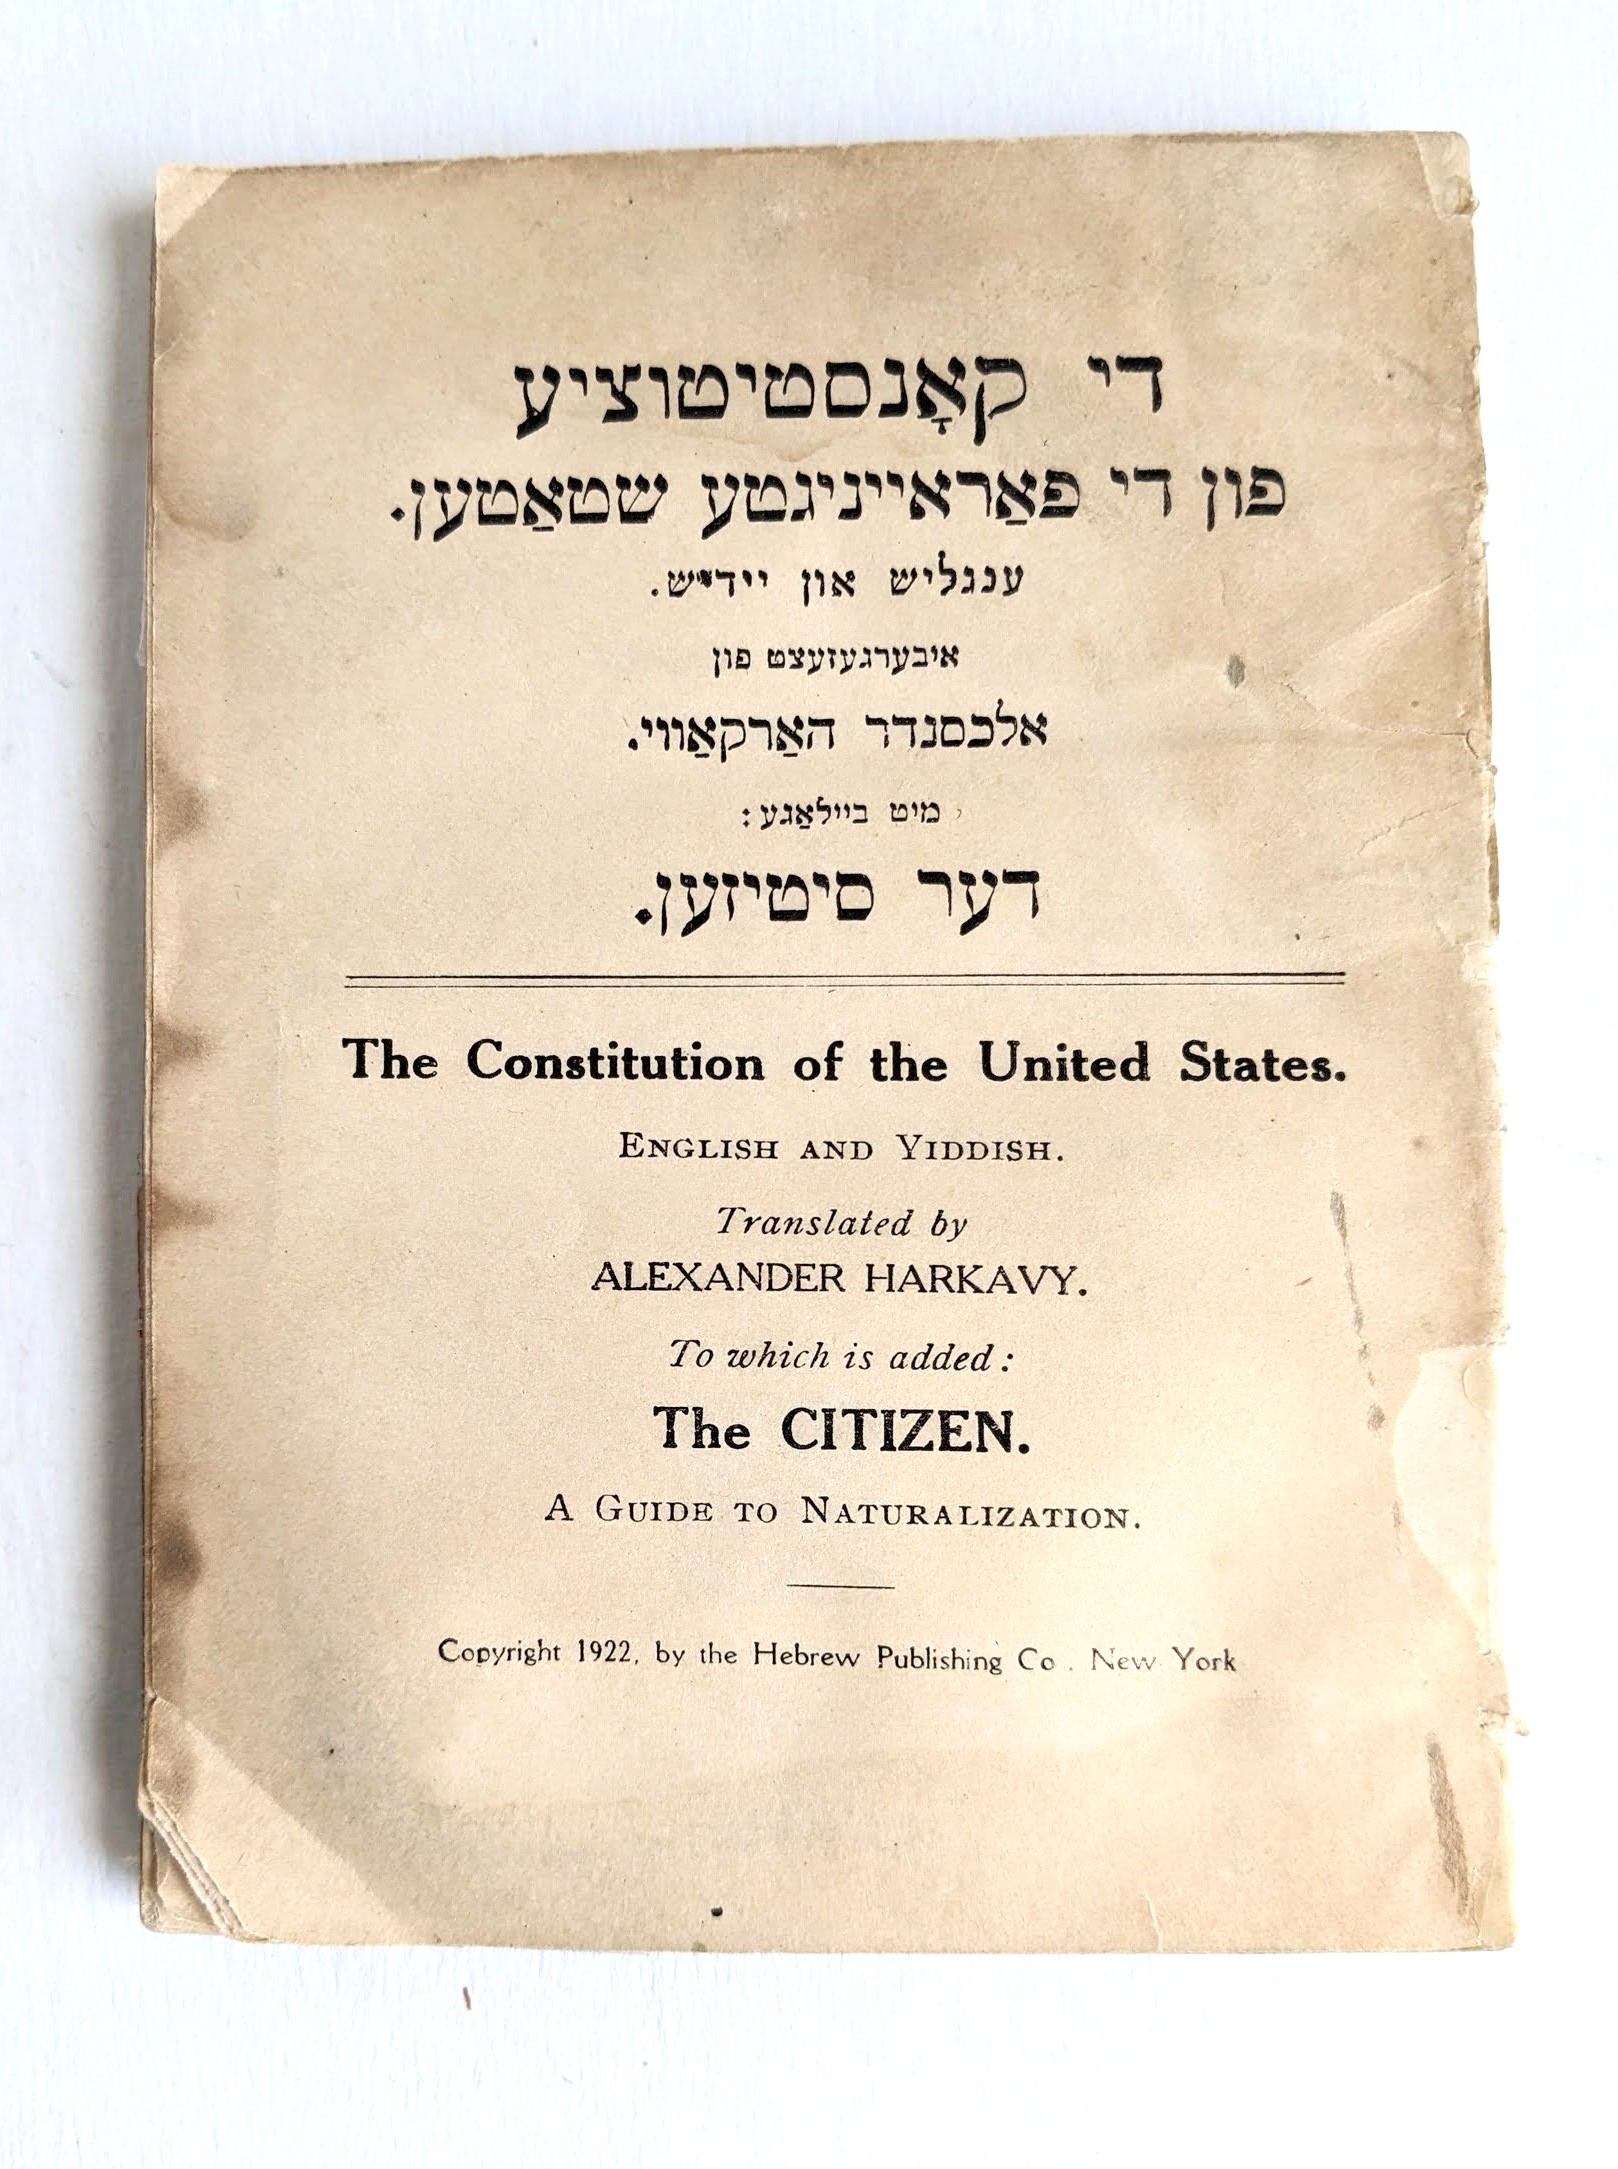 די קאָנסטיטוציע
פון די פאַראייניגטע שטאַטען.
ענגליש און יידיש.
איבערגעזעצט פון
אלכסנדר האַרקאַווי.
מיט ביילאַגע:
דער סיטיזען.
The Constitution of the United States.
ENGLISH AND YIDDISH.
Translated by
ALEXANDER HARKAVY.
To which is added:
The CITIZEN.
A GUIDE TO NATURALIZATION.
Copyright 1922, by the Hebrew Publishing Co. New York